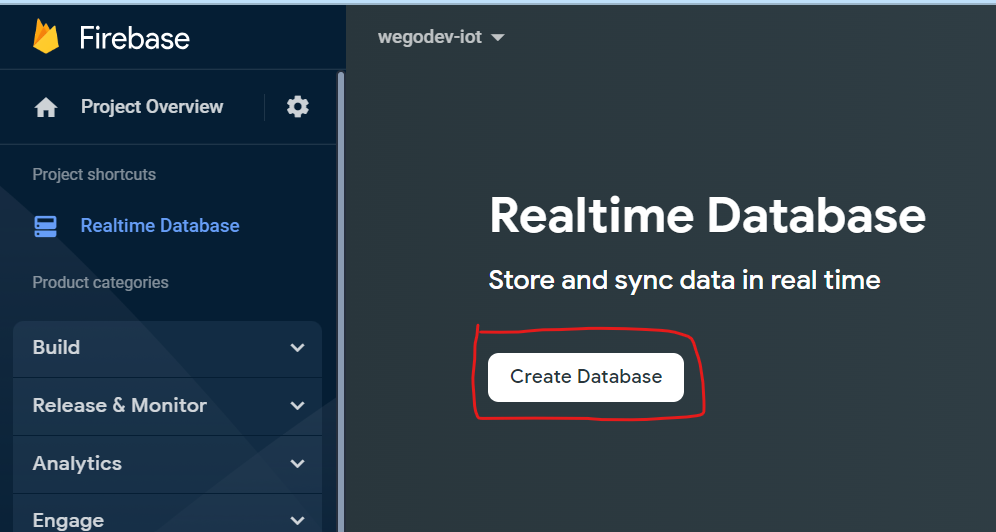 Firebase
wegodev-iot
Project Overview
Project shortcuts
Realtime Database
Product categories
Build
Release & Monitor
Analytics
Engage
Realtime Database
Store and sync data in real time
Create Database